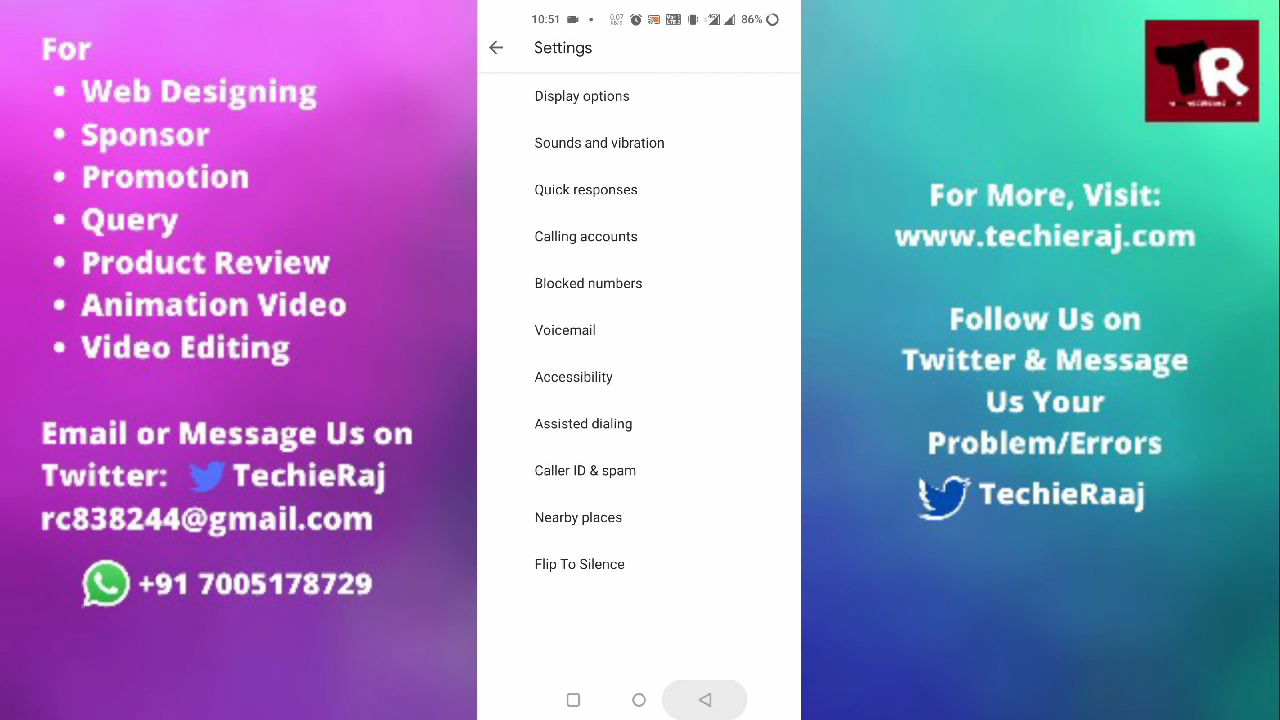 For
• Web Designing
• Sponsor
• Promotion
• Query
• Product Review
• Animation Video
• Video Editing
Email or Message Us on
Twitter: TechieRaj
rc838244@gmail.com
+91 7005178729
10:51
86%
Settings
Display options
Sounds and vibration
Quick responses
Calling accounts
Blocked numbers
Voicemail
Accessibility
Assisted dialing
Caller ID & spam
Nearby places
Flip To Silence
TR
For More, Visit:
www.techieraj.com
Follow Us on
Twitter & Message
Us Your
Problem/Errors
TechieRaaj